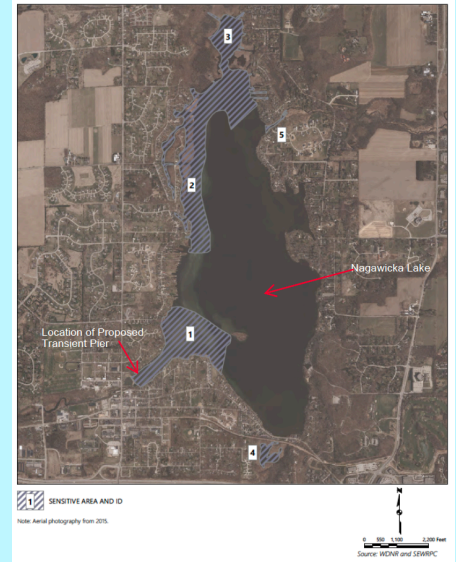 3
5
2
Nagawicka Lake
1
Location of Proposed
Transient Pier
4
1 SENSITIVE AREA AND ID
Note: Aerial photography from 2015.
N
0 550 1,100 2,200 Feet
Source: WDNR and SEWRPC